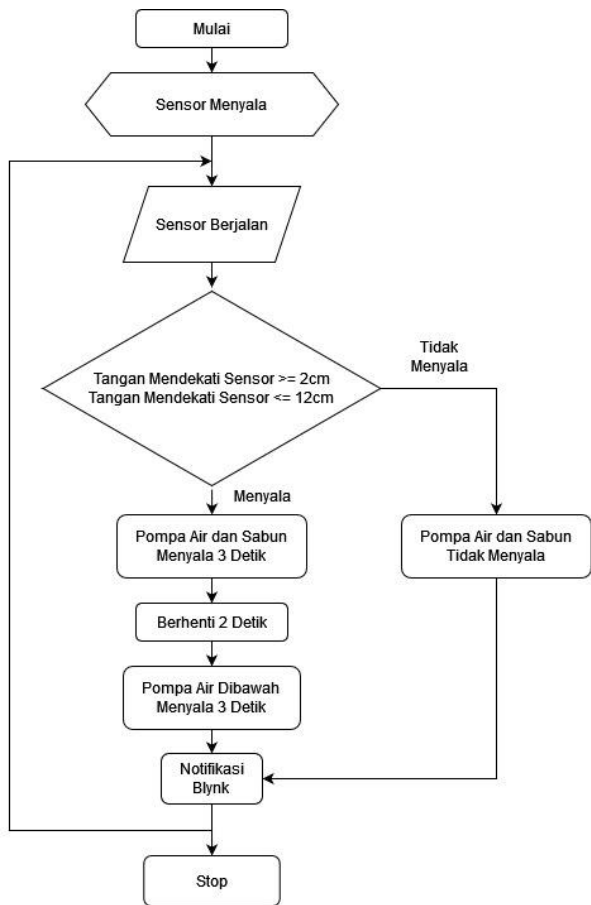 Mulai
Sensor Menyala
Sensor Berjalan
Tangan Mendekati Sensor >= 2cm
Tangan Mendekati Sensor <= 12cm
Tidak
Menyala
Menyala
Pompa Air dan Sabun
Menyala 3 Detik
Pompa Air dan Sabun
Tidak Menyala
Berhenti 2 Detik
Pompa Air Dibawah
Menyala 3 Detik
Notifikasi
Blynk
Stop